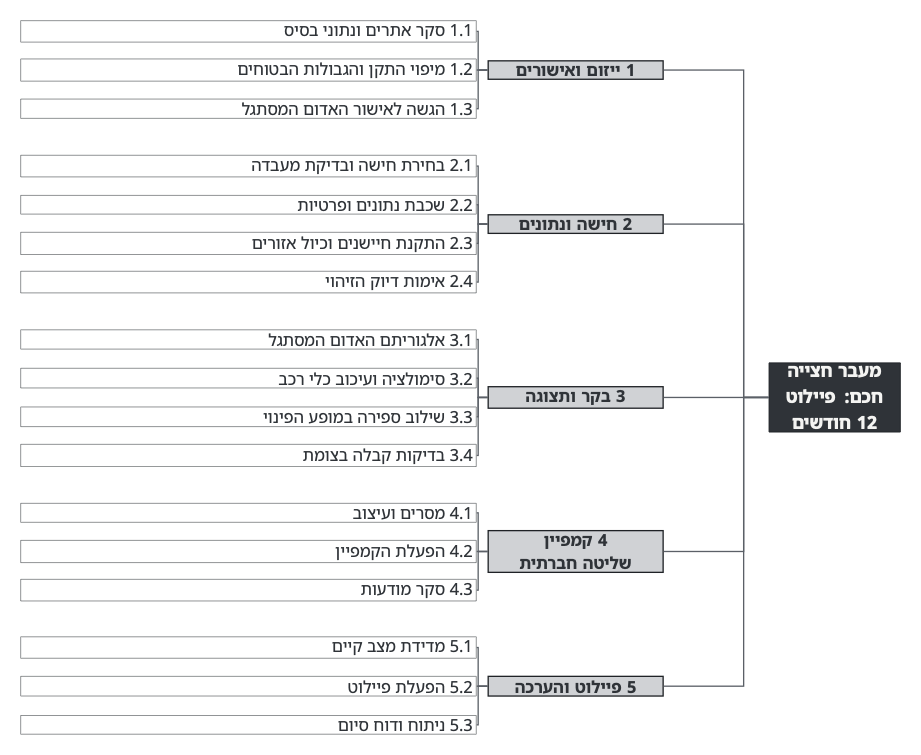 מעבר חצייה
חכם: פיילוט
12 חודשים
1 ייזום ואישורים
1.1 סקר אתרים ונתוני בסיס
1.2 מיפוי התקן והגבולות הבטוחים
1.3 הגשה לאישור האדום המסתגל
2 חישה ונתונים
2.1 בחירת חישה ובדיקת מעבדה
2.2 שכבת נתונים ופרטיות
2.3 התקנת חיישנים וכיול אזורים
2.4 אימות דיוק הזיהוי
3 בקר ותצוגה
3.1 אלגוריתם האדום המסתגל
3.2 סימולציה ועיכוב כלי רכב
3.3 שילוב ספירה במופע הפינוי
3.4 בדיקות קבלה בצומת
4 קמפיין
שליטה חברתית
4.1 מסרים ועיצוב
4.2 הפעלת הקמפיין
4.3 סקר מודעות
5 פיילוט והערכה
5.1 מדידת מצב קיים
5.2 הפעלת פיילוט
5.3 ניתוח ודוח סיום